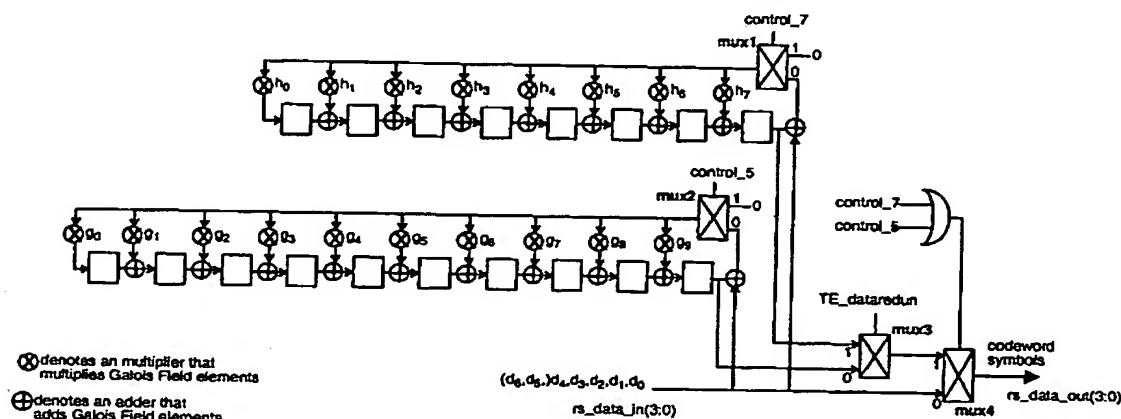 control_7
mux1
1
0
0
h0 h1 h2 h3 h4 h5 h6 h7
control_5
mux2
1
0
0
control_7
control_5
g0 g1 g2 g3 g4 g5 g6 g7 g8 g9
TE_dataredun
mux3
1
0
codeword
symbols
1
0
mux4
rs_data_out(3:0)
(d6,d5,)d4,d3,d2,d1,d0
rs_data_in(3:0)
denotes an multiplier that
multiplies Galois Field elements
denotes an adder that
adds Galois Field elements